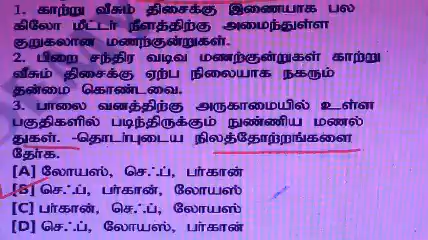 1. காற்று வீசும் திசைக்கு இணையாக பல
கிலோ மீட்டர் நீளத்திற்கு அமைந்துள்ள
குறுகலான மணற்குன்றுகள்.
2. பிறை சந்திர வடிவ மணற்குன்றுகள் காற்று
வீசும் திசைக்கு ஏற்ப நிலையாக நகரும்
தன்மை கொண்டவை.
3. பாலை வனத்திற்கு அருகாமையில் உள்ள
பகுதிகளில் படிந்திருக்கும் நுண்ணிய மணல்
துகள். -தொடர்புடைய நிலத்தோற்றங்களை
தேர்க.
[A] லோயஸ், செஃப், பர்கான்
[B] செஃப், பர்கான், லோயஸ்
[C] பர்கான், செஃப், லோயஸ்
[D] செஃப், லோயஸ், பர்கான்